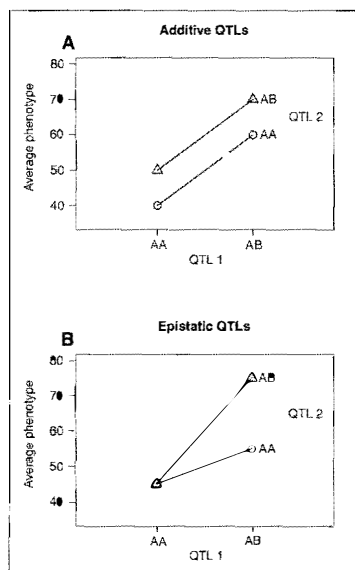 A
Additive QTLs
80
70
60
50
40
Average phenotype
AB
AA
QTL 2
AA
AB
QTL 1
B
Epistatic QTLs
80
70
60
50
40
Average phenotype
AB
AA
QTL 2
AA
AB
QTL 1